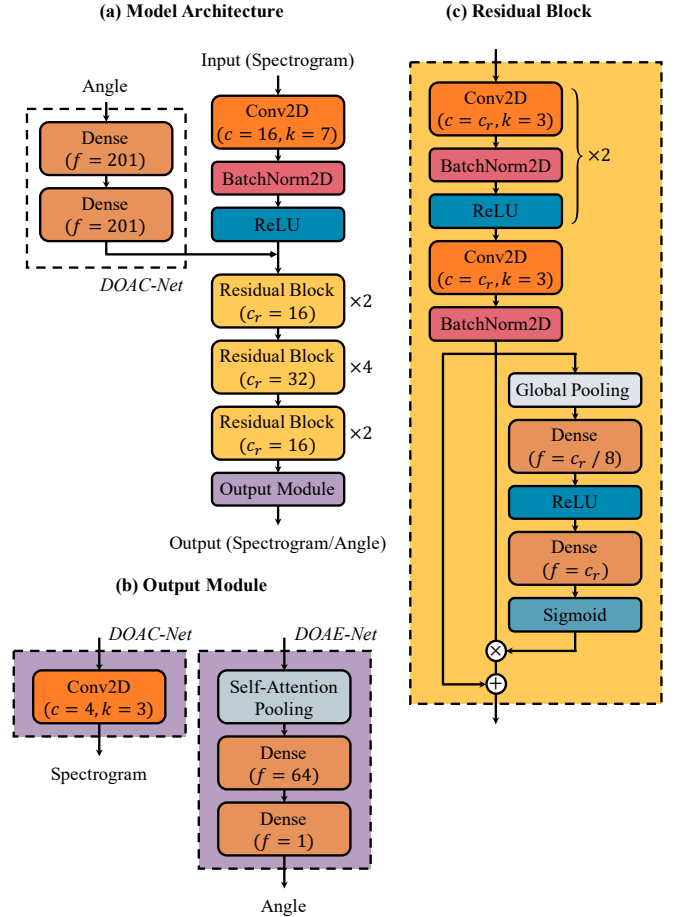 (a) Model Architecture
Input (Spectrogram)
Angle
Conv2D
(c = 16, k = 7)
Dense
(f = 201)
BatchNorm2D
Dense
(f = 201)
ReLU
DOAC-Net
Residual Block
(c_r = 16)
×2
Residual Block
(c_r = 32)
×4
Residual Block
(c_r = 16)
×2
Output Module
Output (Spectrogram/Angle)
(b) Output Module
DOAC-Net
Conv2D
(c = 4, k = 3)
Spectrogram
DOAE-Net
Self-Attention
Pooling
Dense
(f = 64)
Dense
(f = 1)
Angle
(c) Residual Block
Conv2D
(c = c_r, k = 3)
BatchNorm2D
ReLU
×2
Conv2D
(c = c_r, k = 3)
BatchNorm2D
Global Pooling
Dense
(f = c_r / 8)
ReLU
Dense
(f = c_r)
Sigmoid
×
+